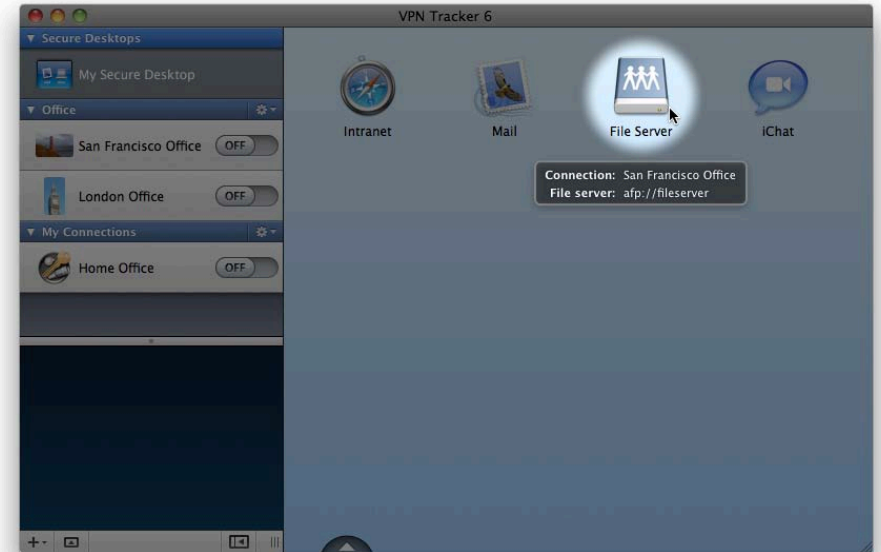 VPN Tracker 6
Secure Desktops
My Secure Desktop
Office
San Francisco Office OFF
London Office OFF
My Connections
Home Office OFF
Intranet
Mail
File Server
iChat
Connection: San Francisco Office
File server: afp://fileserver